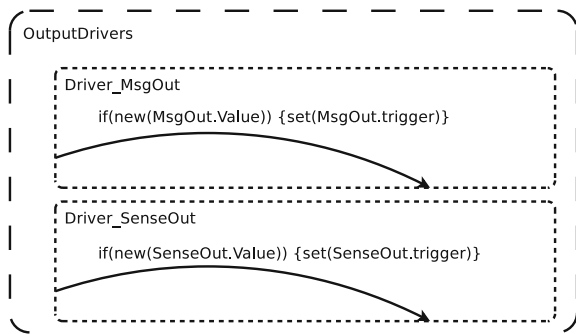 OutputDrivers
Driver_MsgOut
if(new(MsgOut.Value)) {set(MsgOut.trigger)}
Driver_SenseOut
if(new(SenseOut.Value)) {set(SenseOut.trigger)}